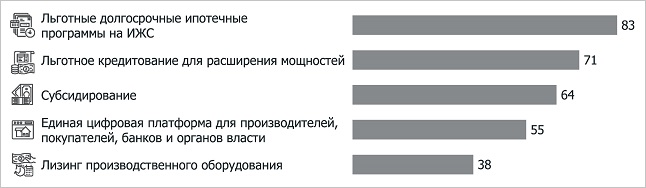 Льготные долгосрочные ипотечные
программы на ИЖС
83
Льготное кредитование для расширения мощностей
71
Субсидирование
64
Единая цифровая платформа для производителей,
покупателей, банков и органов власти
55
Лизинг производственного оборудования
38